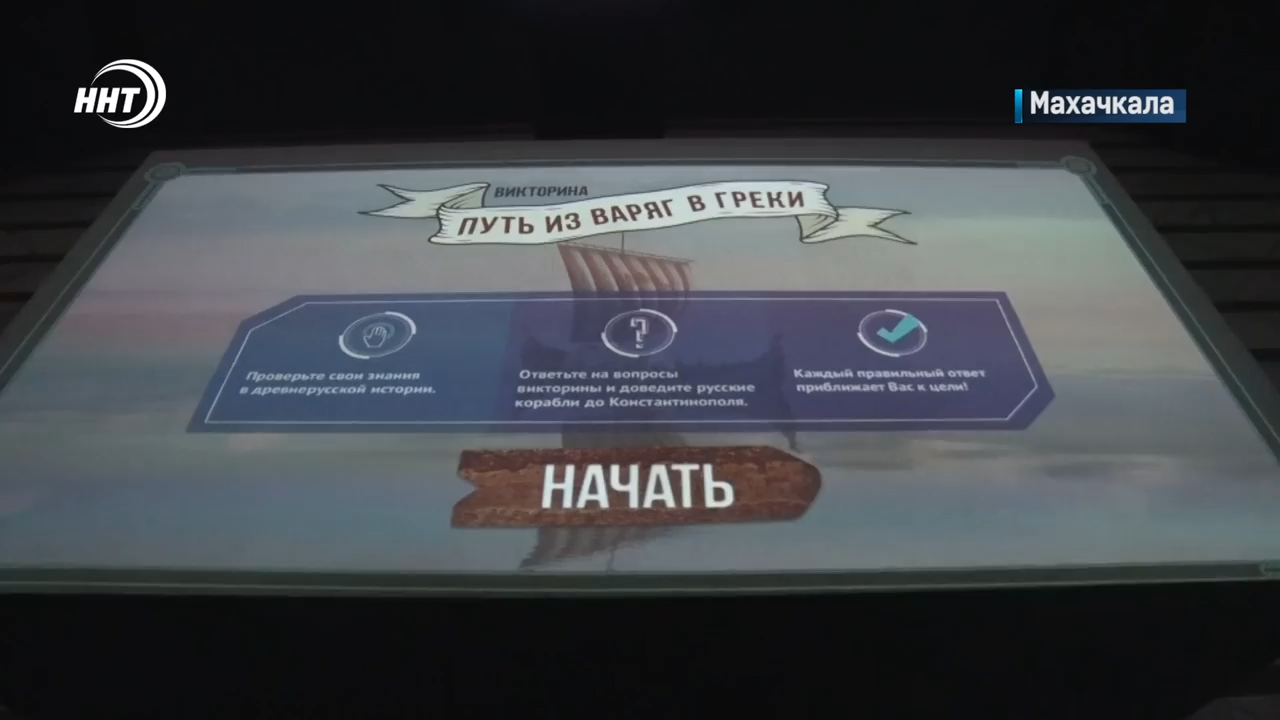 ННТ
Махачкала
ВИКТОРИНА
ПУТЬ ИЗ ВАРЯГ В ГРЕКИ
Проверьте свои знания
в древнерусской истории.
Ответьте на вопросы
викторины и доведите русские
корабли до Константинополя.
Каждый правильный ответ
приближает Вас к цели!
НАЧАТЬ